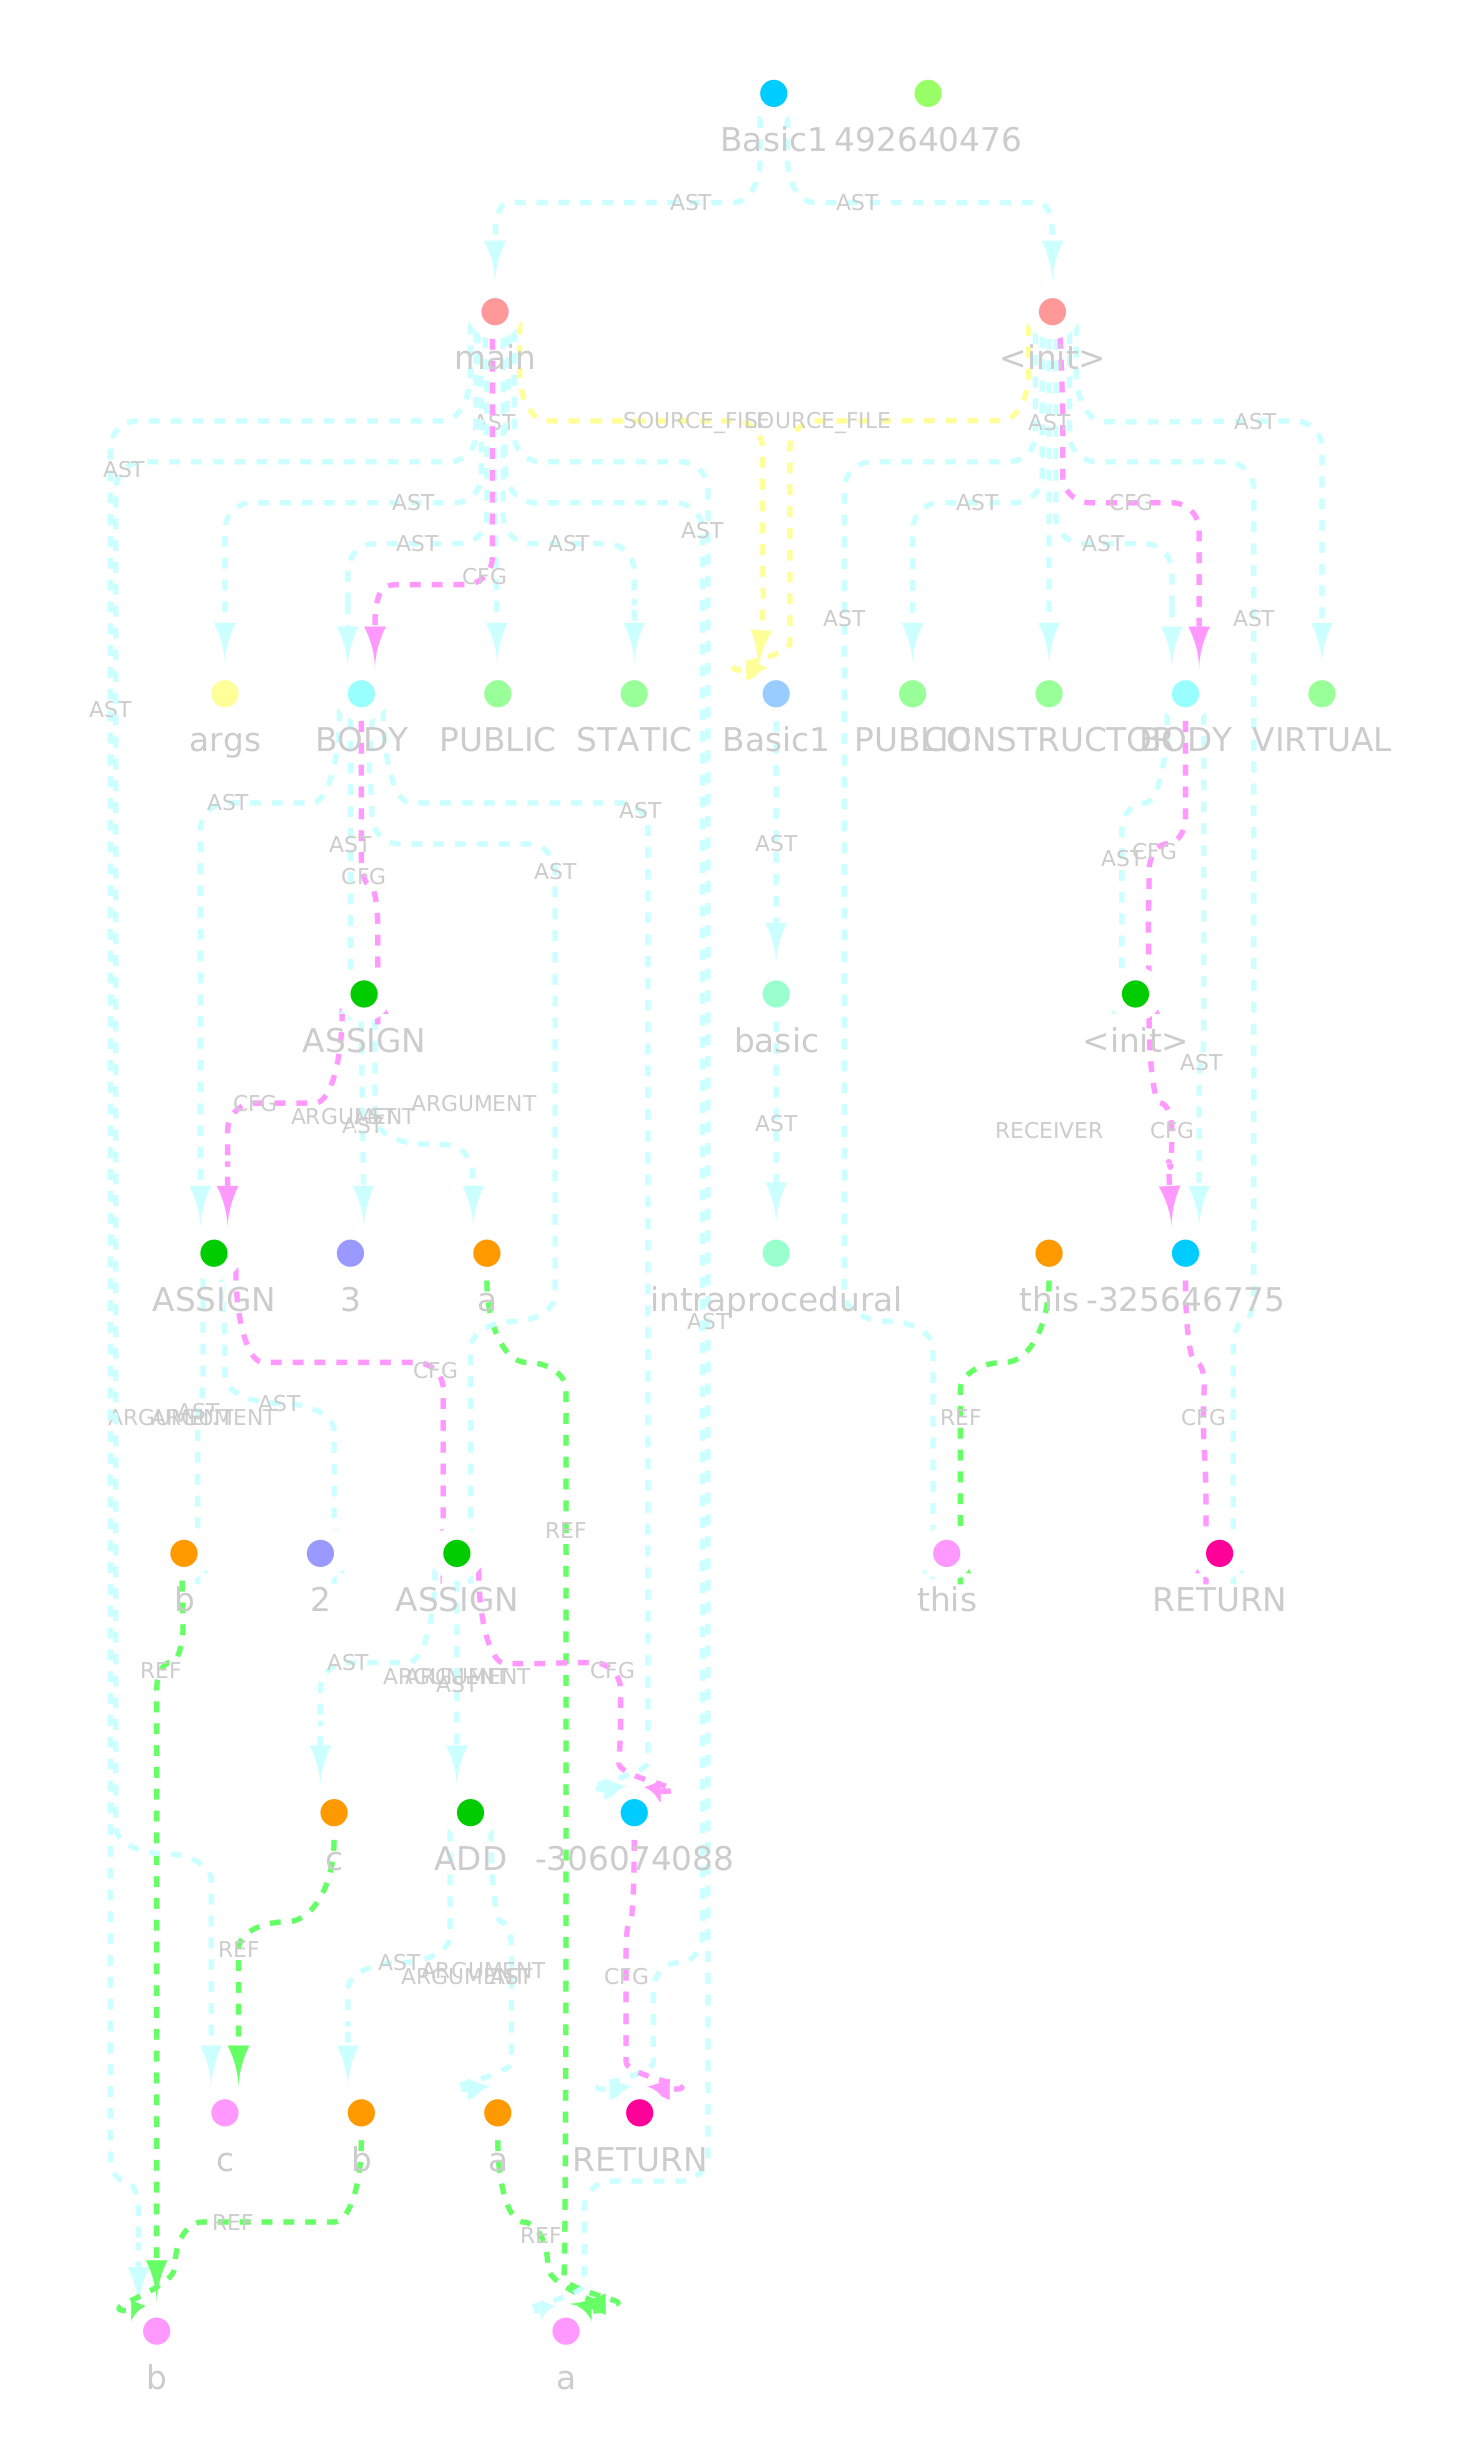 Basic1 492640476
AST AST
main <init>
SOURCE_FILE SOURCE_FILE
AST AST AST
AST
AST AST CFG
AST
AST AST AST
CFG
AST AST
args BODY PUBLIC STATIC Basic1 PUBLIC CONSTRUCTOR BODY VIRTUAL
AST
AST
AST
AST AST
AST CFG
CFG AST
ASSIGN basic <init>
AST
CFG ARGUMENT
ARGUMENT
AST AST
RECEIVER CFG
ASSIGN 3 a intraprocedural this -325646775
AST
CFG
AST
AST
ARGUMENT ARGUMENT REF CFG
REF
b 2 ASSIGN this RETURN
AST
REF CFG
ARGUMENT ARGUMENT
AST
c ADD -306074088
REF
AST
ARGUMENT
ARGUMENT AST CFG
c b a RETURN
REF
REF
b a